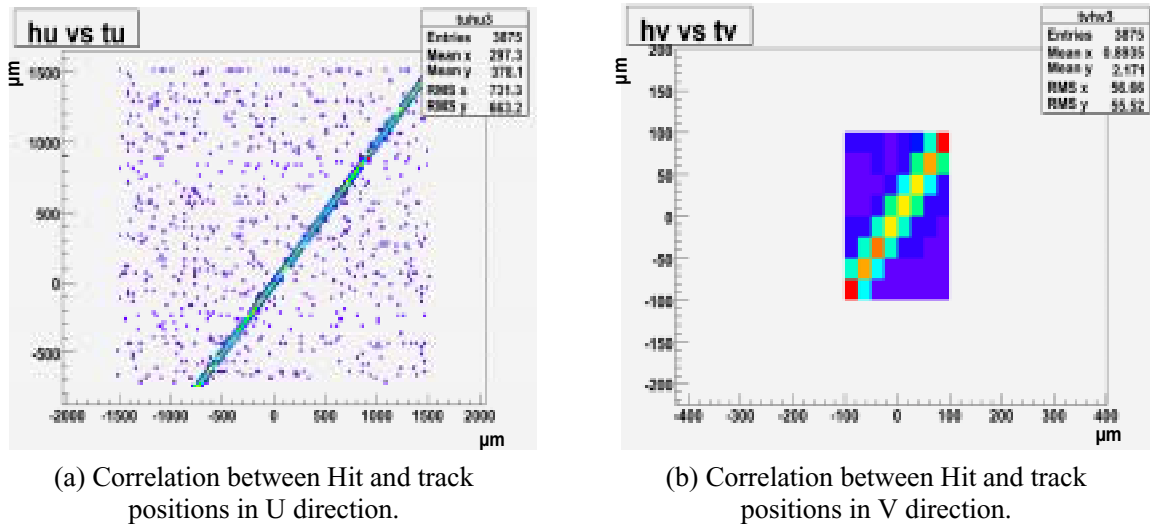 hu vs tu
tuhu3
Entries 3875
Mean x 297.3
Mean y 378.1
RMS x 731.3
RMS y 663.2
µm
1500
1000
500
0
-500
-2000 -1500 -1000 -500 0 500 1000 1500 2000
µm
(a) Correlation between Hit and track
positions in U direction.
hv vs tv
tvhv3
Entries 3875
Mean x 0.8935
Mean y 2.171
RMS x
RMS y 55.52
µm
200
150
100
50
0
-50
-100
-150
-200
-400 -300 -200 -100 0 100 200 300 400
µm
(b) Correlation between Hit and track
positions in V direction.